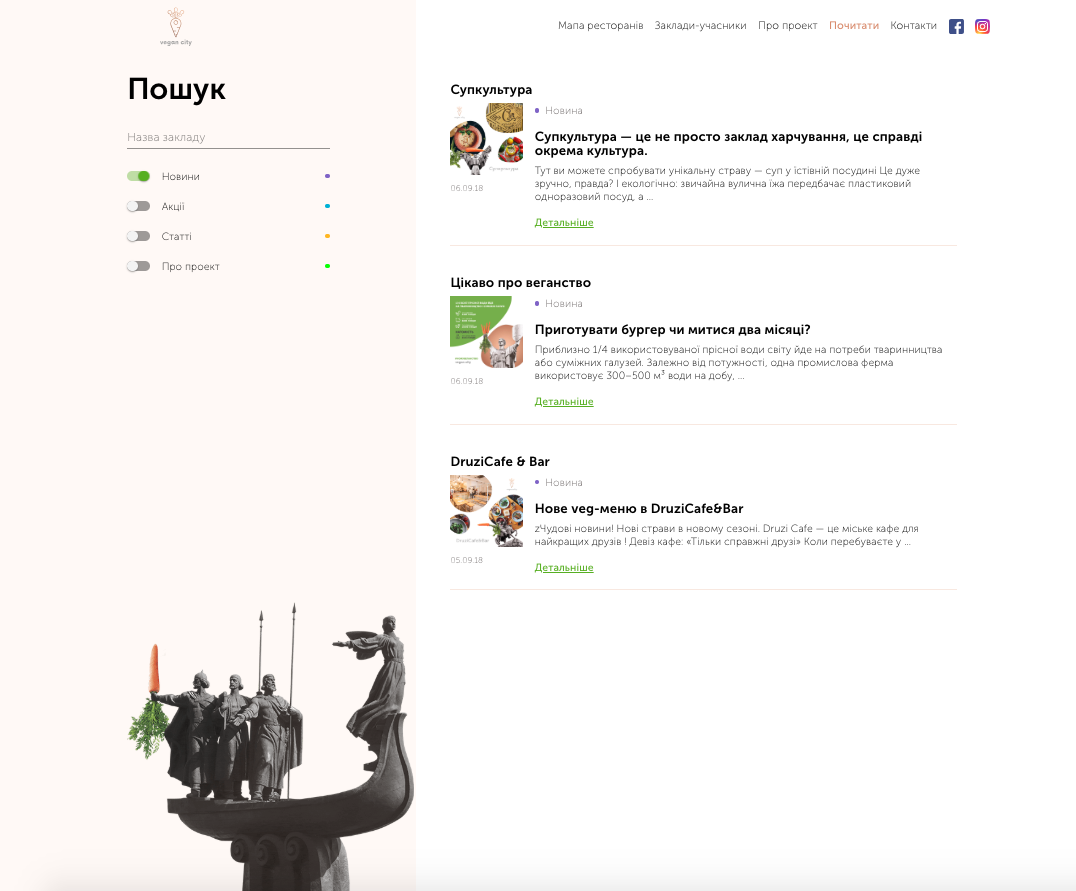 vegan city
Мапа ресторанів Заклади-учасники Про проект Почитати Контакти
Пошук
Назва закладу
Новини
Акції
Статті
Про проект
Супкультура
Новина
Супкультура — це не просто заклад харчування, це справді
окрема культура.
Тут ви можете спробувати унікальну страву — суп у їстівній посудині Це дуже
зручно, правда? І екологічно: звичайна вулична їжа передбачає пластиковий
одноразовий посуд, а ...
06.09.18
Детальніше
Цікаво про веганство
Новина
Приготувати бургер чи митися два місяці?
Приблизно 1/4 використовуваної прісної води світу йде на потреби тваринництва
або суміжних галузей. Залежно від потужності, одна промислова ферма
використовує 300–500 м³ води на добу, ...
06.09.18
Детальніше
DruziCafe & Bar
Новина
Нове veg-меню в DruziCafe&Bar
zЧудові новини! Нові страви в новому сезоні. Druzi Cafe — це міське кафе для
найкращих друзів ! Девіз кафе: «Тільки справжні друзі» Коли перебуваєте у ...
DruziCafe&Bar
05.09.18
Детальніше